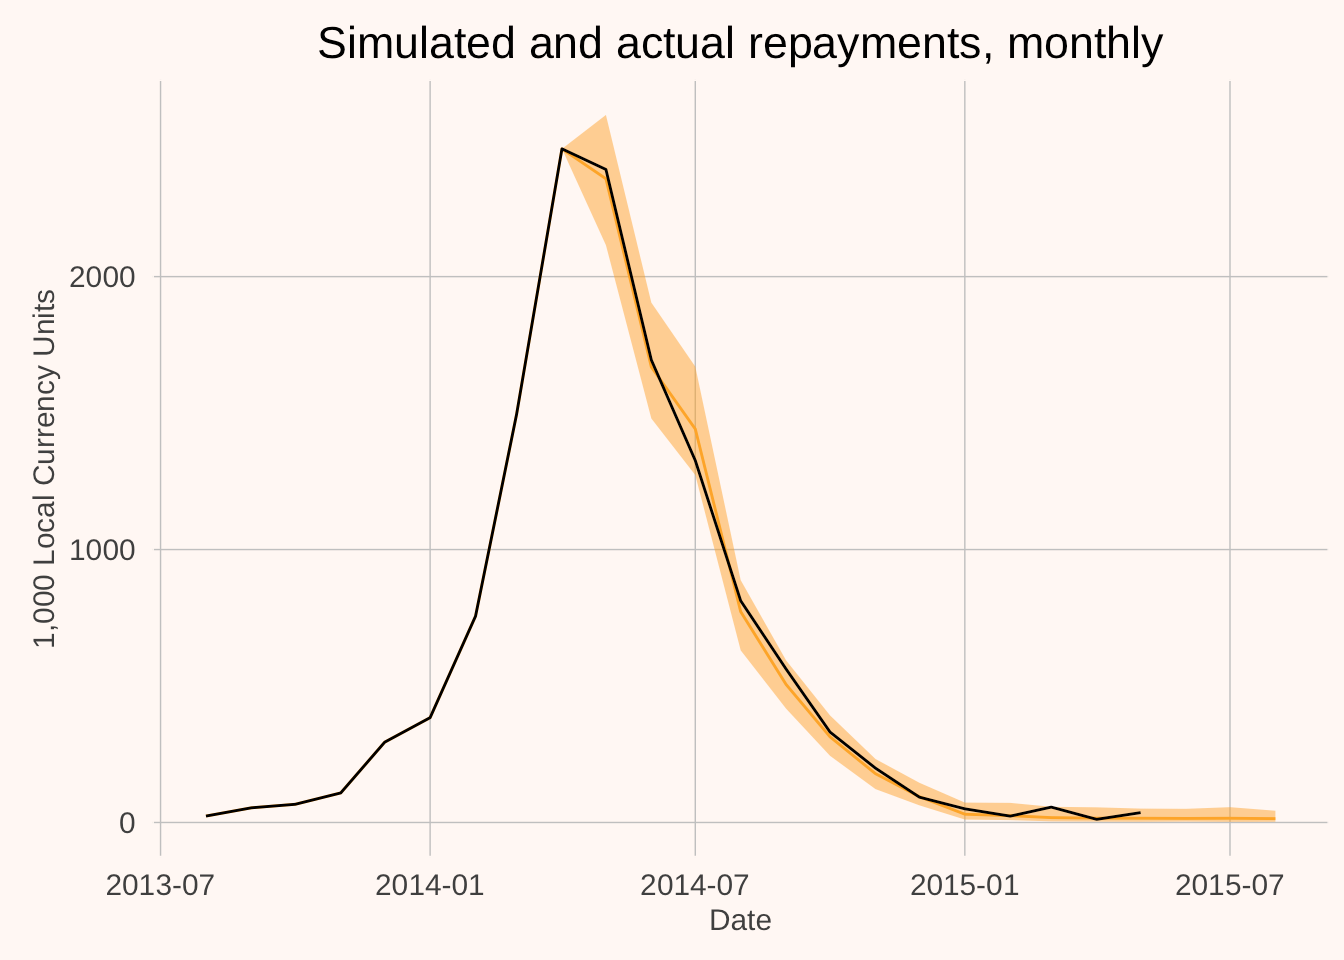 Simulated and actual repayments, monthly
1,000 Local Currency Units
2000
1000
0
2013-07
2014-01
2014-07
2015-01
2015-07
Date